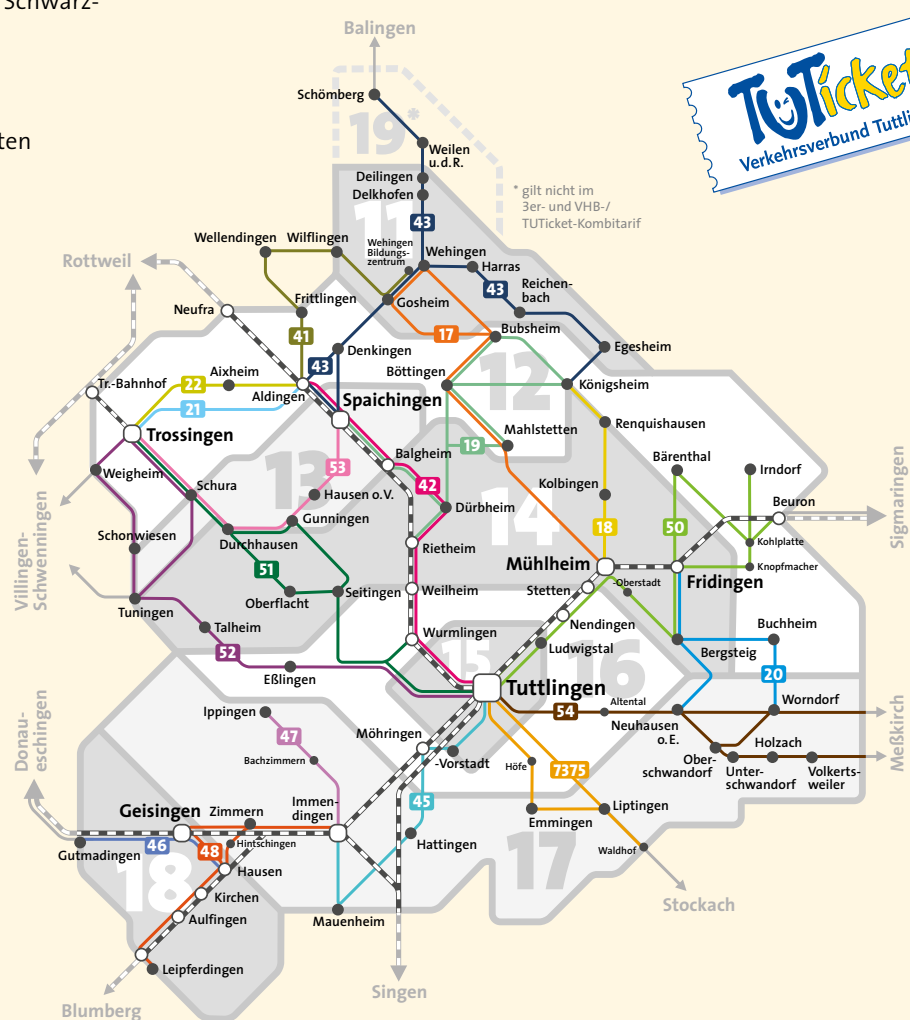 Schwarz-
ten
Balingen
TUTicket
Verkehrsverbund
Schömberg
19*
Weilen
u.d.R.
Deilingen
Delkhofen
* gilt nicht im
3er- und VHB-/
TUTicket-Kombitarif
11
43
Wellendingen
Wilflingen
Wehingen
Bildungs-
zentrum
Wehingen
Harras
Rottweil
43
Reichen-
bach
Frittlingen
Gosheim
Neufra
41
17
Bubsheim
Egesheim
43
Denkingen
12
Tr.-Bahnhof
22
Aixheim
Böttingen
Königsheim
21
Aldingen
Spaichingen
Trossingen
Mahlstetten
Renquishausen
19
Balgheim
Bärenthal
Irndorf
Sigmaringen
Weigheim
13
53
42
Schura
Hausen o.V.
Kolbingen
Beuron
14
Dürbheim
Gunningen
18
50
Villingen-
Schwenningen
Schonwiesen
Durchhausen
Rietheim
Kohlplatte
51
Mühlheim
Knopfmacher
Fridingen
-Oberstadt
Oberflacht
Seitingen
Weilheim
Stetten
Tuningen
Talheim
Nendingen
Buchheim
Wurmlingen
Ludwigstal
Bergsteig
52
15
16
Eßlingen
20
Tuttlingen
Altental
Worndorf
54
Neuhausen
o.E.
Meßkirch
Donau-
eschingen
Ippingen
47
Möhringen
-Vorstadt
Höfe
7375
Ober-
schwandorf
Holzach
Unter-
schwandorf
Volkerts-
weiler
Bachzimmern
Geisingen
Zimmern
Immen-
dingen
45
Liptingen
Emmingen
46
48
Hintschingen
Hattingen
Gutmadingen
Hausen
17
Waldhof
18
Kirchen
Stockach
Aulfingen
Mauenheim
Leipferdingen
Singen
Blumberg